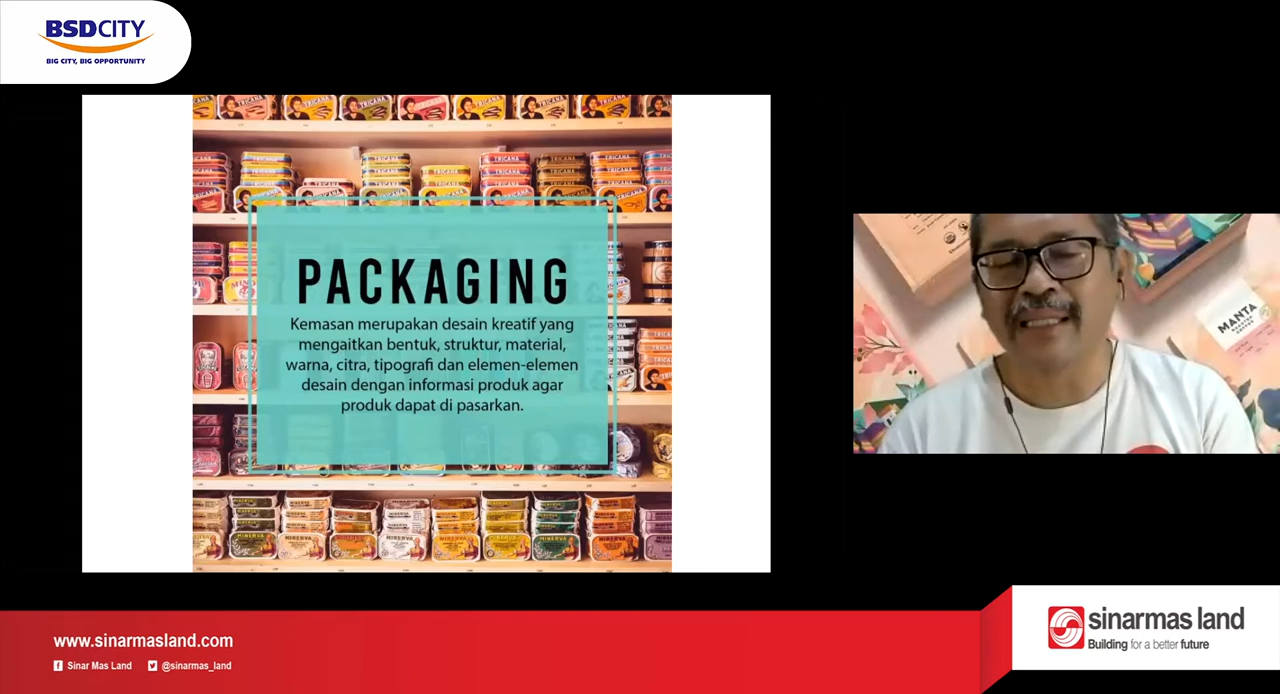 BSDCITY
BIG CITY, BIG OPPORTUNITY
PACKAGING
Kemasan merupakan desain kreatif yang
mengaitkan bentuk, struktur, material,
warna, citra, tipografi dan elemen-elemen
desain dengan informasi produk agar
produk dapat di pasarkan.
TRICANA
MINERVA
MANTA
www.sinarmasland.com
Sinar Mas Land
@sinarmas_land
sinarmas land
Building for a better future